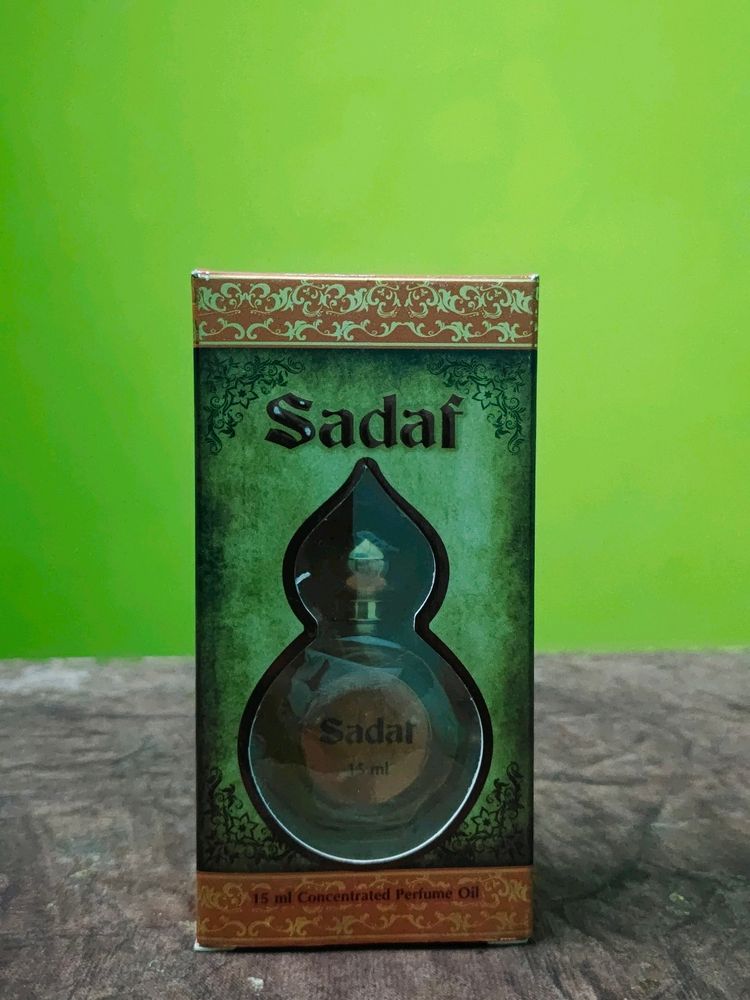 Sadaf
Sadaf
15 ml
15 ml Concentrated Perfume Oil